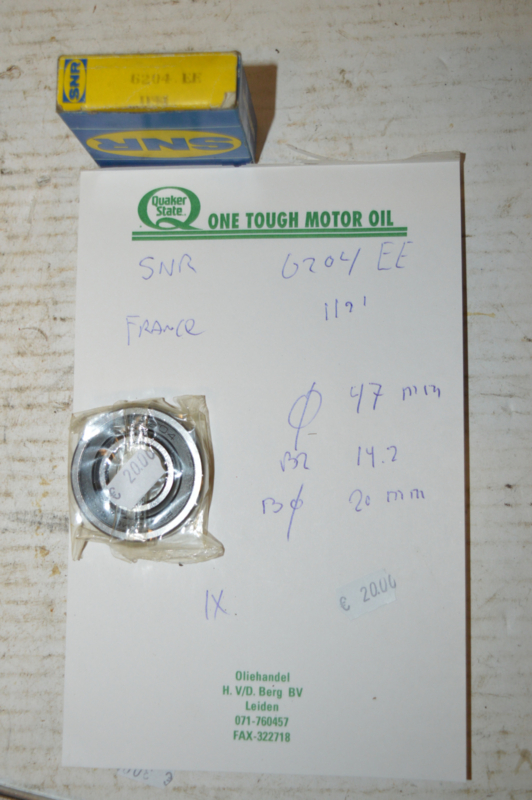 SNR
6204 EE
SNR
Quaker
State
ONE TOUGH MOTOR OIL
SNR 6204 EE
FRANCE
ϕ 47 mm
BR 14.2
Bϕ 20 mm
€ 20.00
1X.
€ 20.00
Oliehandel
H. V/D. Berg BV
Leiden
071-760457
FAX-322718